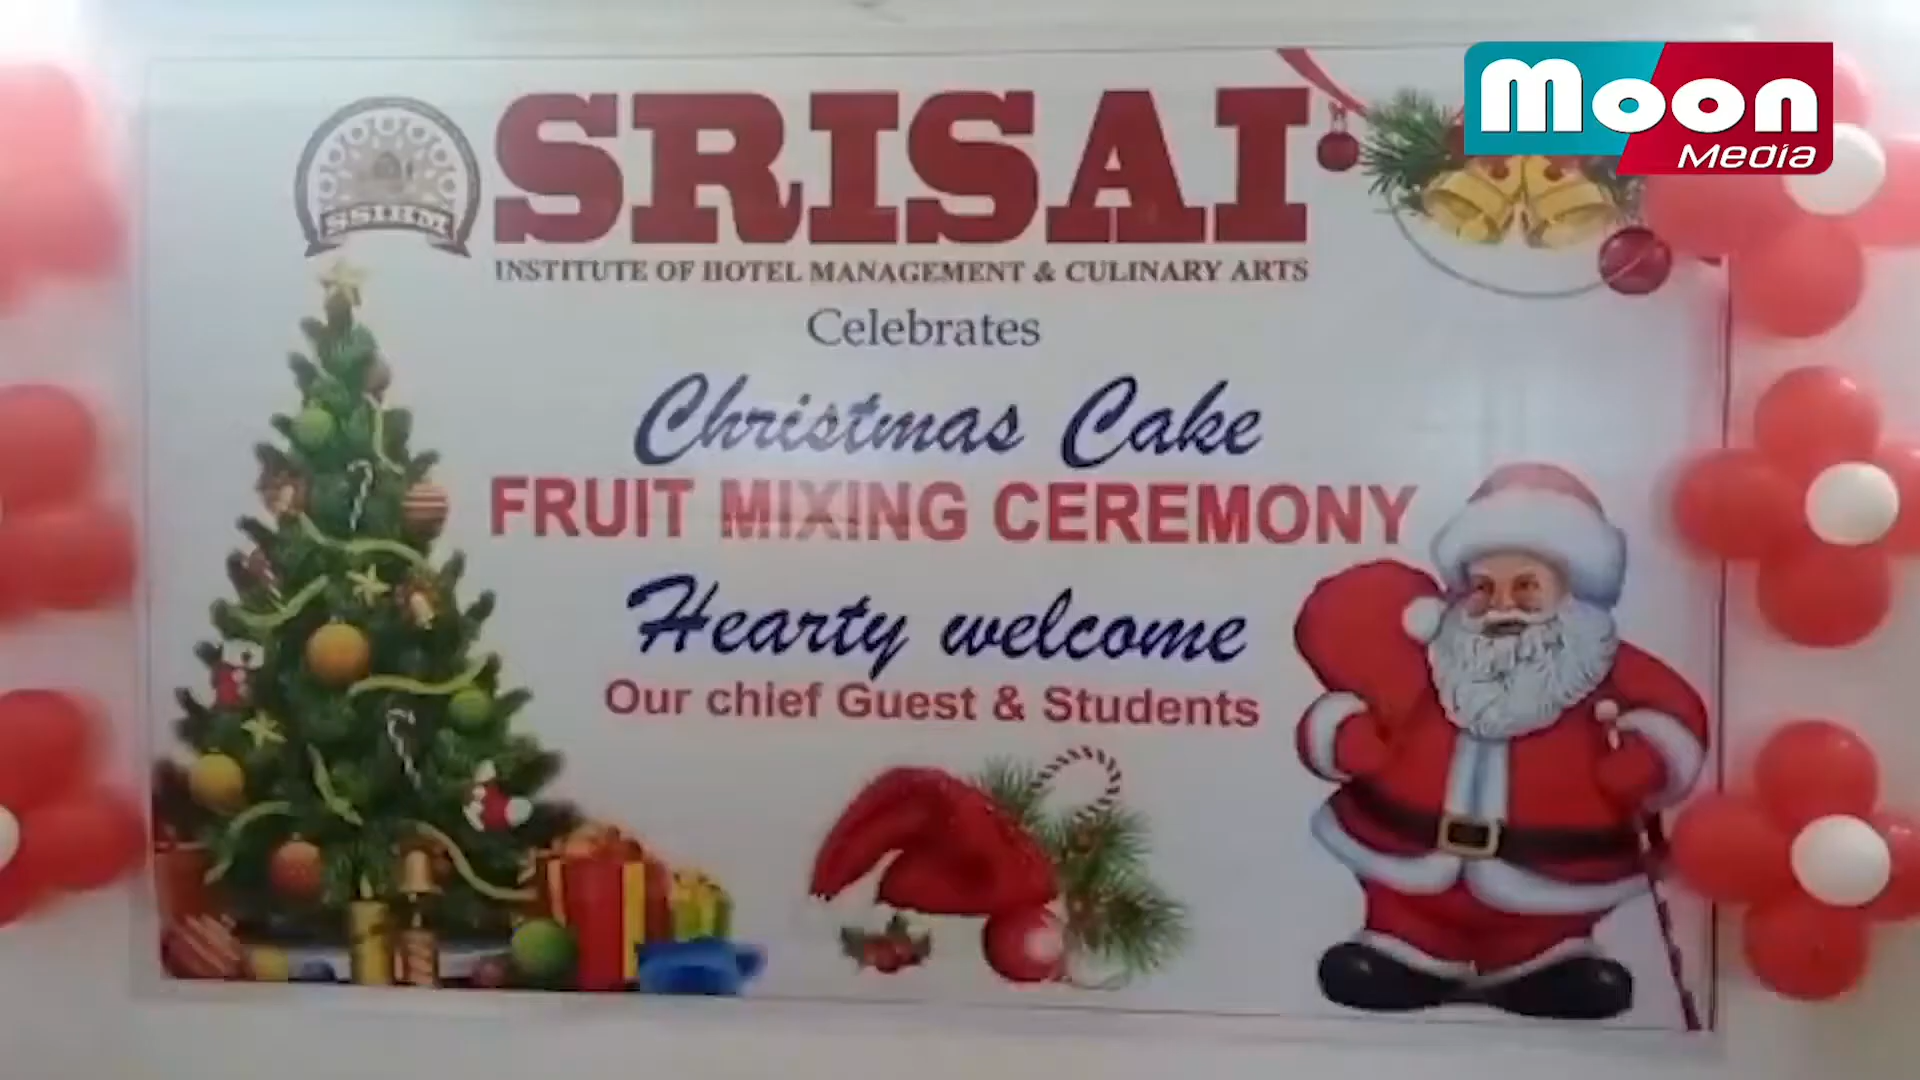 Moon
Media
SRISAI
SSIHM
INSTITUTE OF HOTEL MANAGEMENT & CULINARY ARTS
Celebrates
Christmas Cake
FRUIT MIXING CEREMONY
Hearty welcome
Our chief Guest & Students